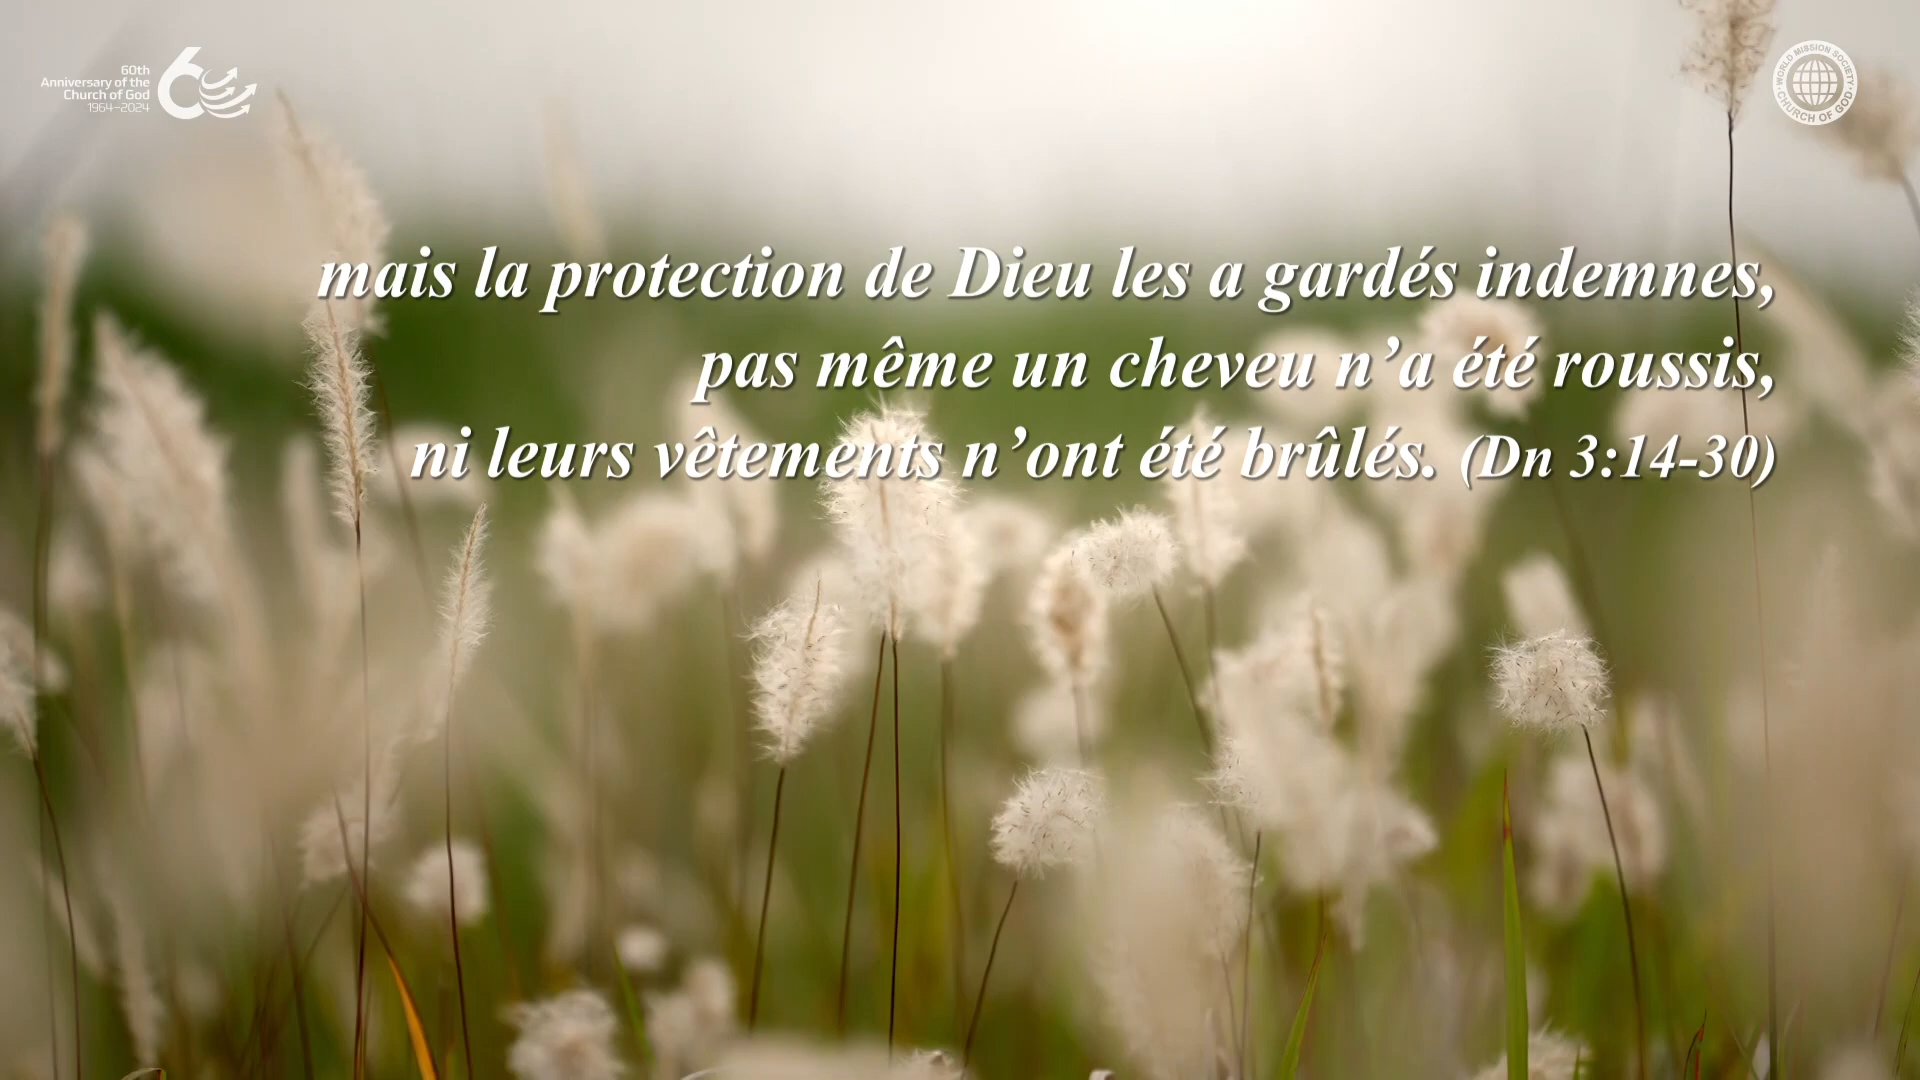 60th
Anniversary of the
Church of God
1964–2024
60
WORLD MISSION SOCIETY
CHURCH OF GOD
mais la protection de Dieu les a gardés indemnes,
pas même un cheveu n’a été roussis,
ni leurs vêtements n’ont été brûlés. (Dn 3:14-30)